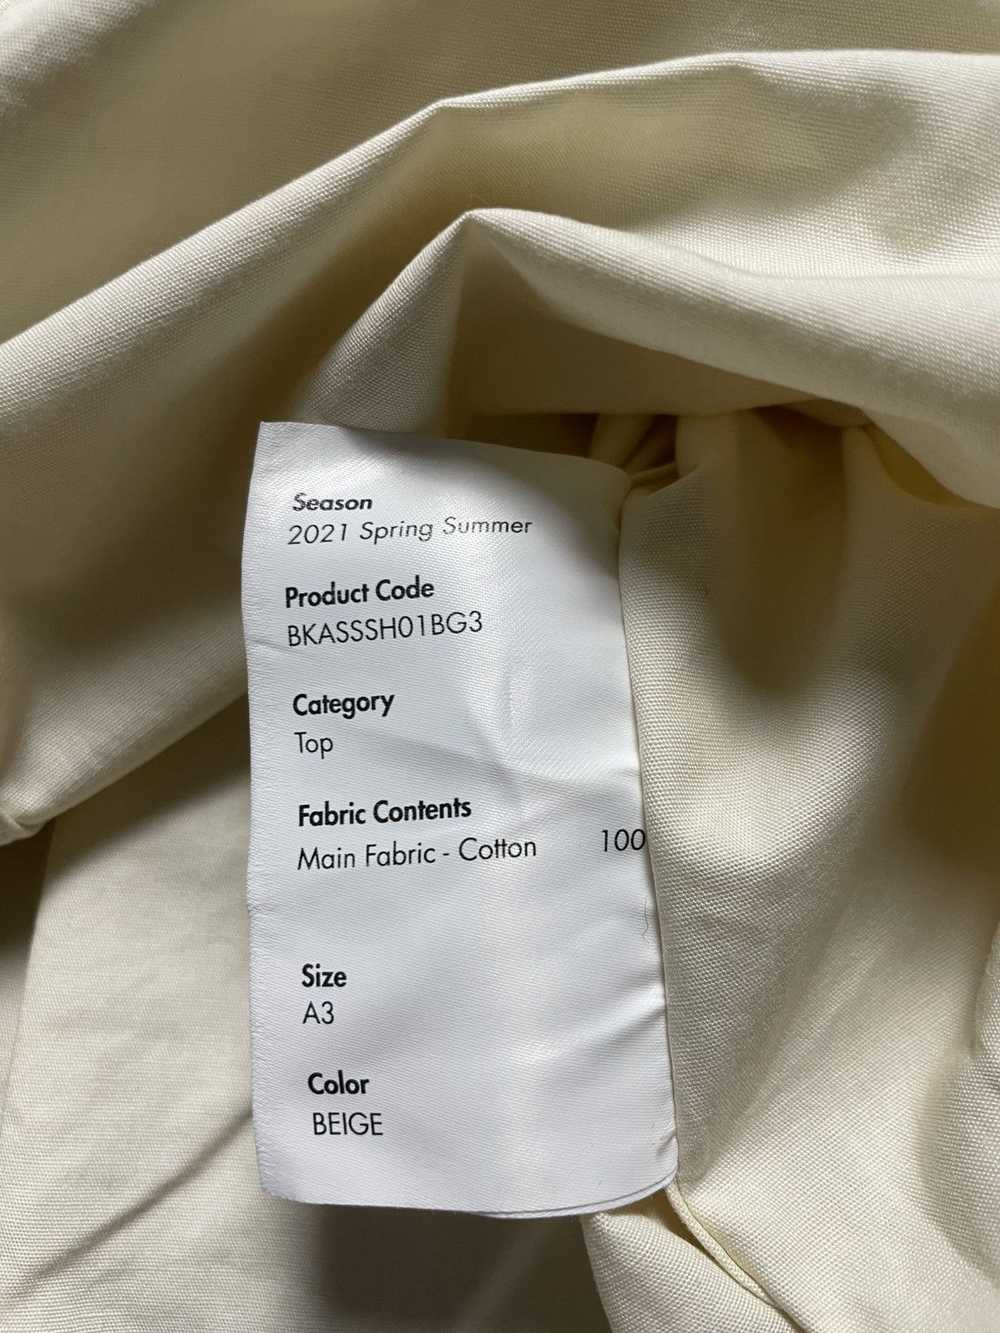 Season
2021 Spring Summer
Product Code
BKASSSH01BG3
Category
Top
Fabric Contents
Main Fabric - Cotton 100
Size
A3
Color
BEIGE